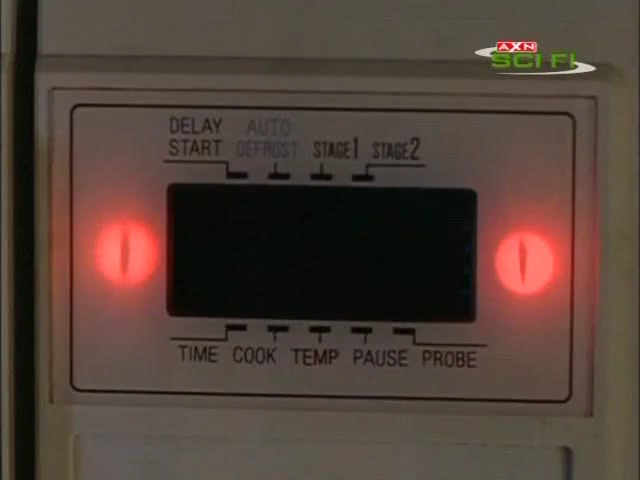 AXN
SCI FI
DELAY AUTO
START DEFROST STAGE1 STAGE2
TIME COOK TEMP PAUSE PROBE